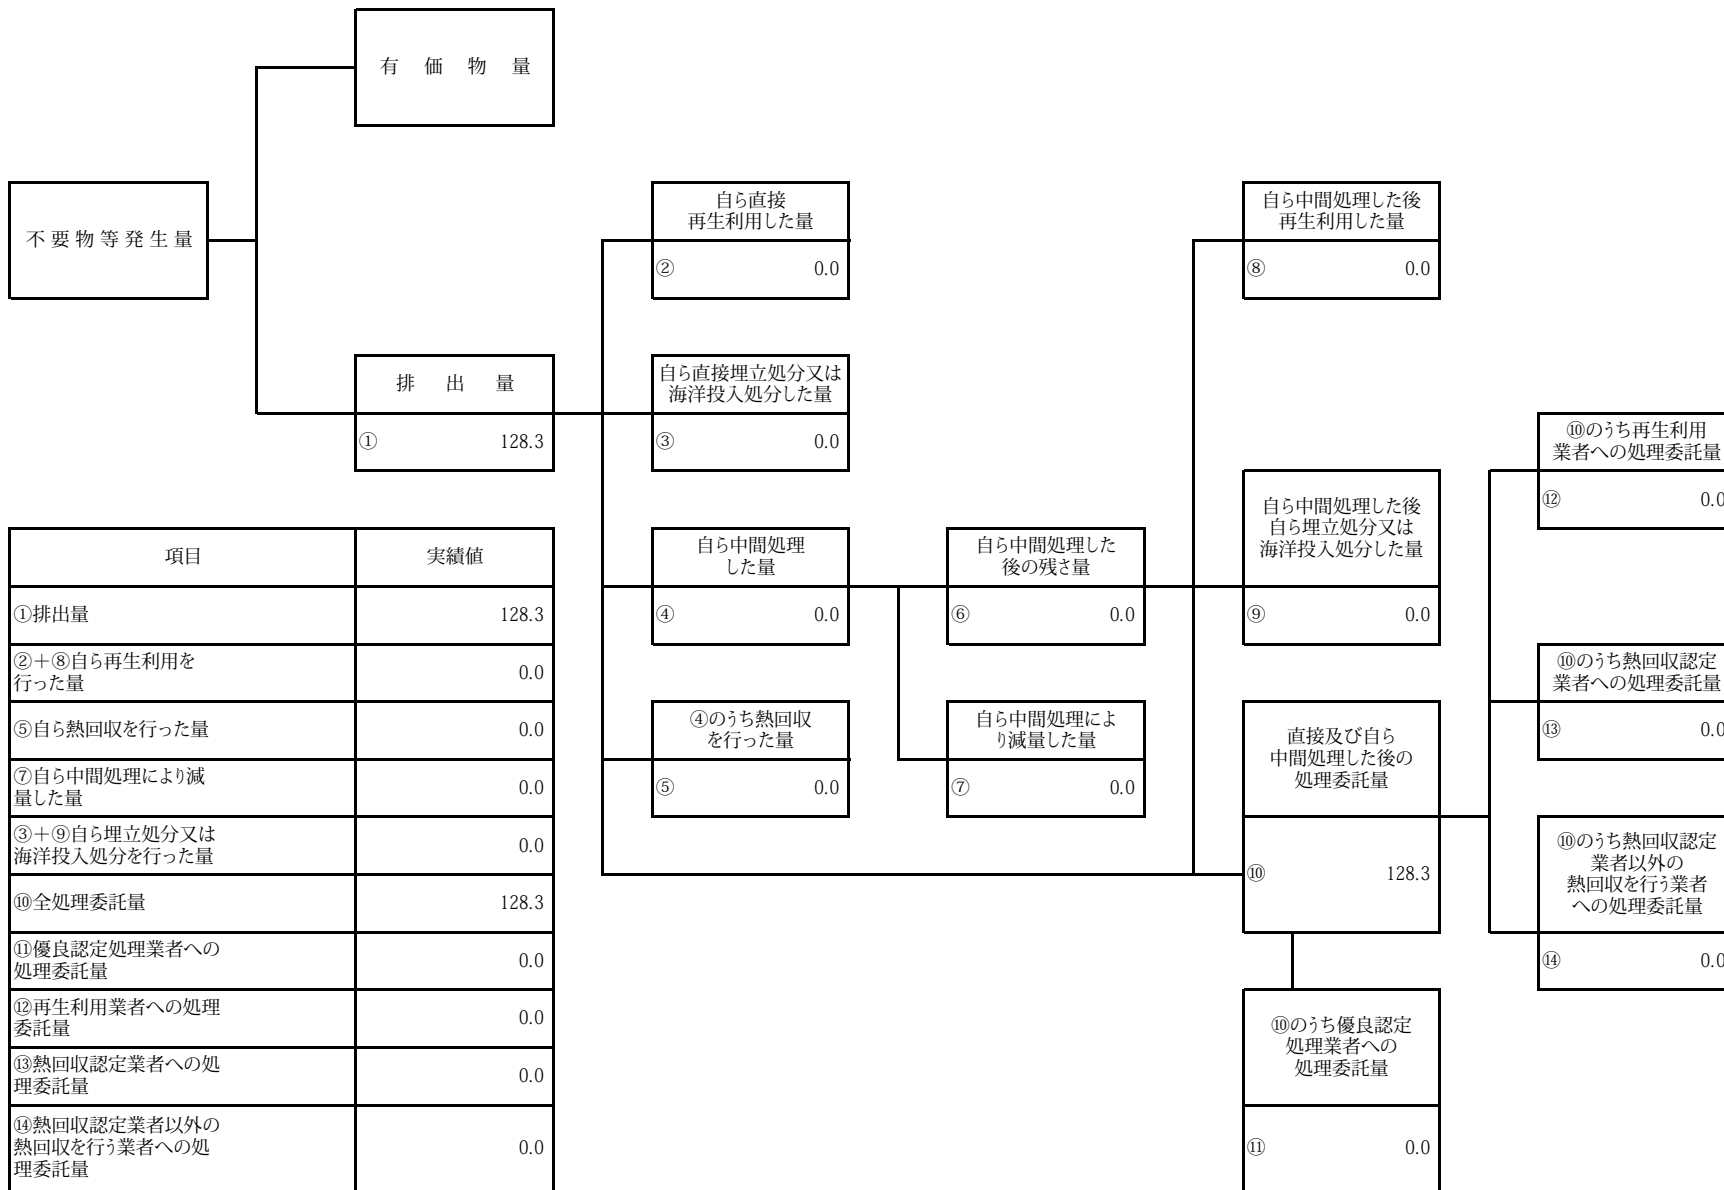 有価物量
不要物等発生量
排出量
① 128.3
自ら直接
再生利用した量
② 0.0
自ら直接埋立処分又は
海洋投入処分した量
③ 0.0
自ら中間処理
した量
④ 0.0
④のうち熱回収
を行った量
⑤ 0.0
自ら中間処理した
後の残さ量
⑥ 0.0
自ら中間処理によ
り減量した量
⑦ 0.0
自ら中間処理した後
再生利用した量
⑧ 0.0
自ら中間処理した後
自ら埋立処分又は
海洋投入処分した量
⑨ 0.0
直接及び自ら
中間処理した後の
処理委託量
⑩ 128.3
⑩のうち優良認定
処理業者への
処理委託量
⑪ 0.0
⑩のうち再生利用
業者への処理委託量
⑫ 0.0
⑩のうち熱回収認定
業者への処理委託量
⑬ 0.0
⑩のうち熱回収認定
業者以外の
熱回収を行う業者
への処理委託量
⑭ 0.0
項目 実績値
①排出量 128.3
②+⑧自ら再生利用を
行った量 0.0
⑤自ら熱回収を行った量 0.0
⑦自ら中間処理により減
量した量 0.0
③+⑨自ら埋立処分又は
海洋投入処分を行った量 0.0
⑩全処理委託量 128.3
⑪優良認定処理業者への
処理委託量 0.0
⑫再生利用業者への処理
委託量 0.0
⑬熱回収認定業者への処
理委託量 0.0
⑭熱回収認定業者以外の
熱回収を行う業者への処
理委託量 0.0